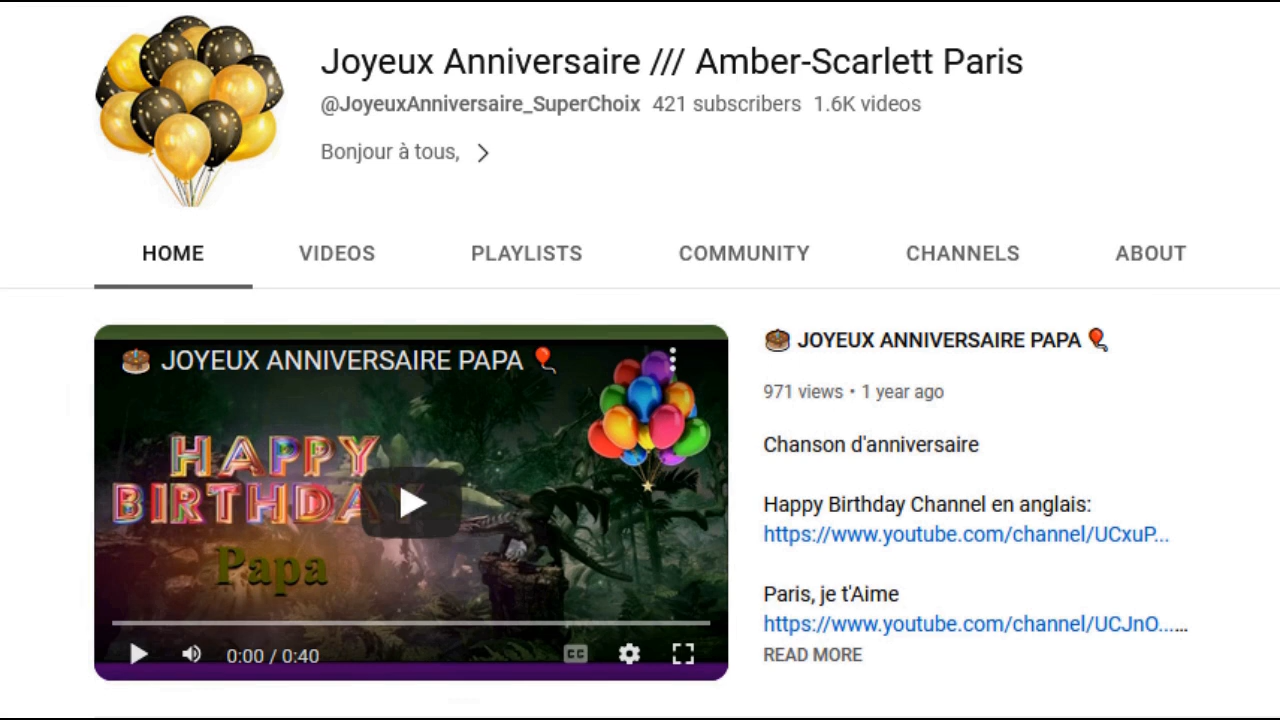 Joyeux Anniversaire /// Amber-Scarlett Paris
@JoyeuxAnniversaire_SuperChoix 421 subscribers 1.6K videos
Bonjour à tous,
HOME VIDEOS PLAYLISTS COMMUNITY CHANNELS ABOUT
🎂 JOYEUX ANNIVERSAIRE PAPA 🎈
HAPPY
BIRTHDAY
Papa
0:00 / 0:40
CC
🎂 JOYEUX ANNIVERSAIRE PAPA 🎈
971 views • 1 year ago
Chanson d'anniversaire
Happy Birthday Channel en anglais:
https://www.youtube.com/channel/UCxuP...
Paris, je t'Aime
https://www.youtube.com/channel/UCJnO......
READ MORE